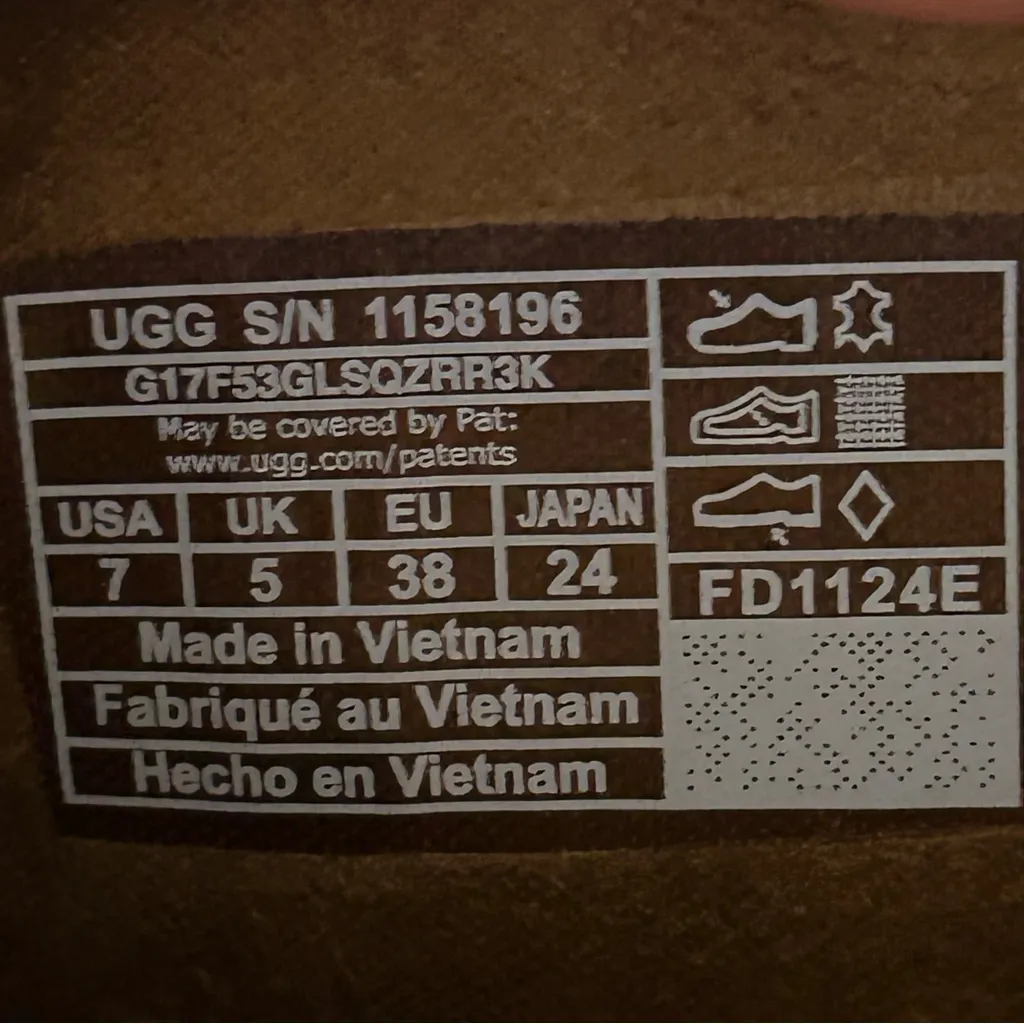 UGG S/N 1158196
G17F53GLSQZRR3K
May be covered by Pat:
www.ugg.com/patents
USA UK EU JAPAN
7 5 38 24
Made in Vietnam
Fabriqué au Vietnam
Hecho en Vietnam
FD1124E